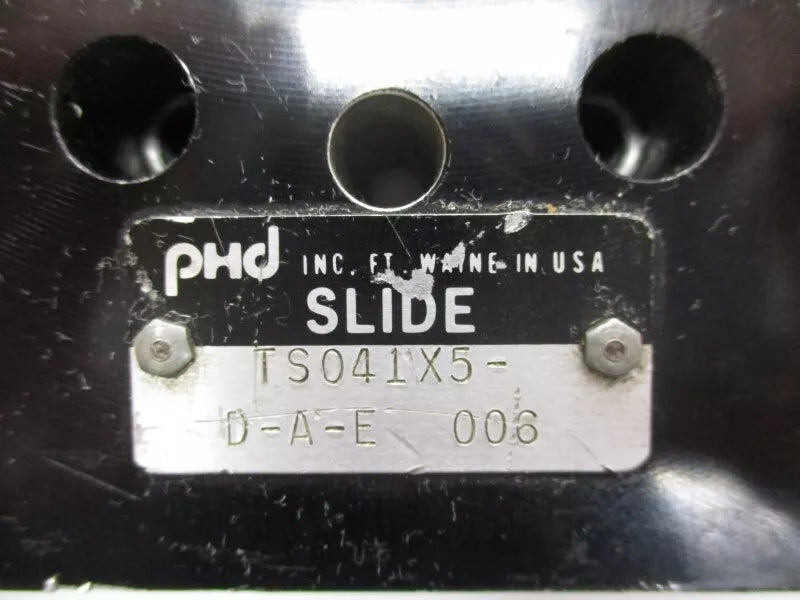 PHD INC. FT. WAYNE-IN USA
SLIDE
TS041X5-
D-A-E 006